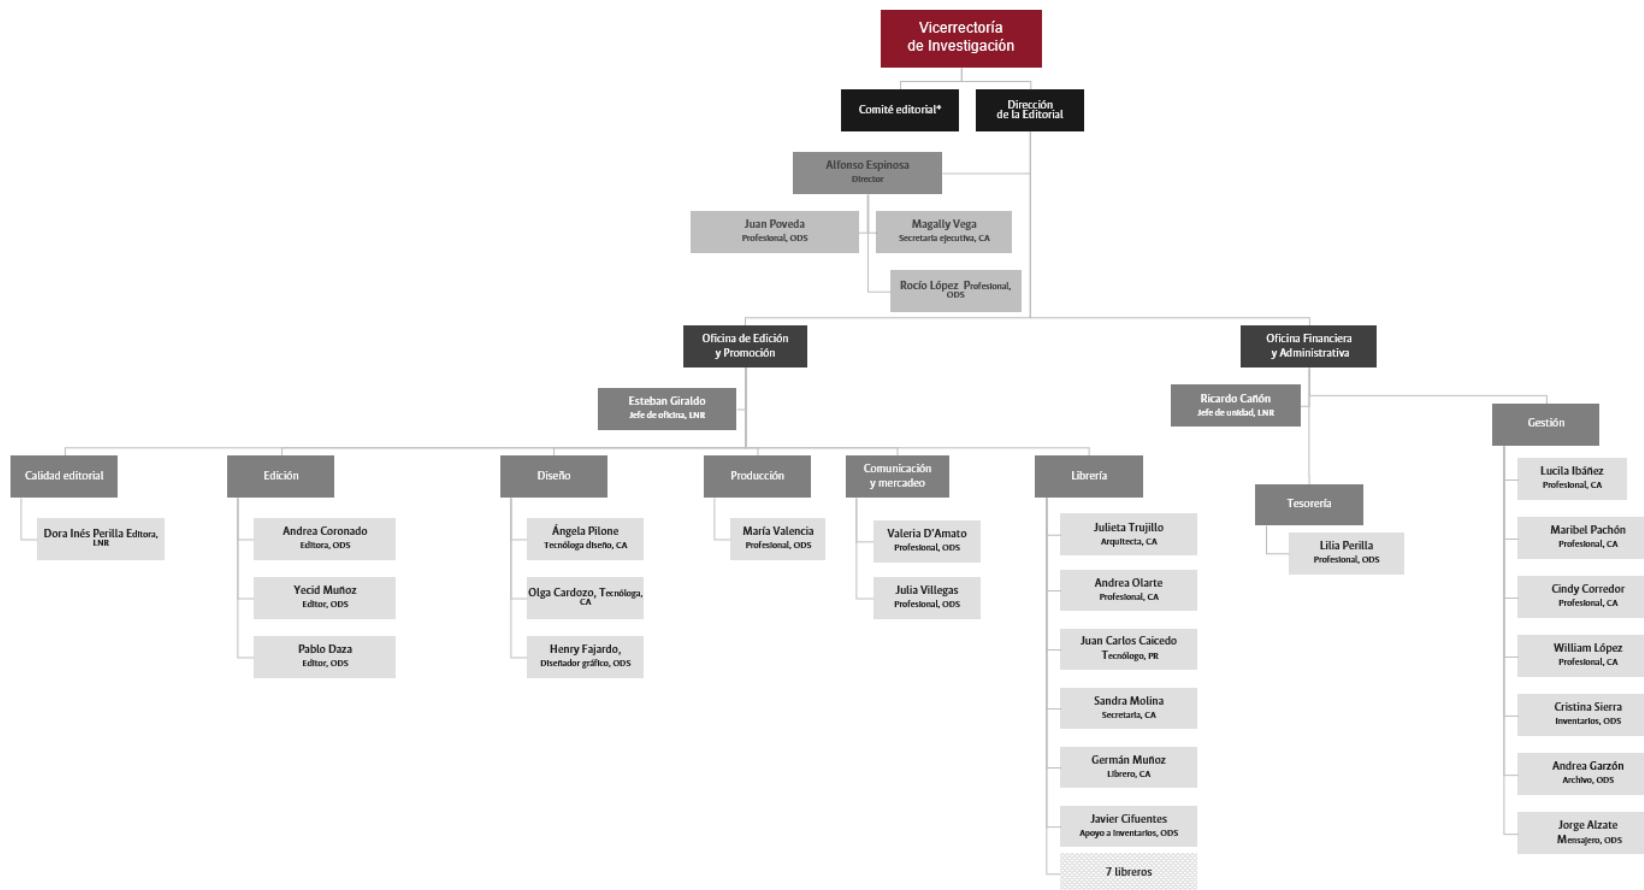 Vicerrectoría
de Investigación
Comité editorial*
Dirección
de la Editorial
Alfonso Espinosa
Director
Juan Poveda
Profesional, ODS
Magally Vega
Secretaria ejecutiva, CA
Rocío López Profesional,
ODS
Oficina de Edición
y Promoción
Oficina Financiera
y Administrativa
Esteban Giraldo
Jefe de oficina, LNR
Ricardo Cañón
Jefe de unidad, LNR
Gestión
Calidad editorial
Edición
Diseño
Producción
Comunicación
y mercadeo
Librería
Tesorería
Dora Inés Perilla Editora,
LNR
Andrea Coronado
Editora, ODS
Yecid Muñoz
Editor, ODS
Pablo Daza
Editor, ODS
Ángela Pilone
Tecnóloga diseño, CA
Olga Cardozo, Tecnóloga,
CA
Henry Fajardo,
Diseñador gráfico, ODS
María Valencia
Profesional, ODS
Valeria D'Amato
Profesional, ODS
Julia Villegas
Profesional, ODS
Julieta Trujillo
Arquitecta, CA
Andrea Olarte
Profesional, CA
Juan Carlos Caicedo
Tecnólogo, PR
Sandra Molina
Secretaria, CA
Germán Muñoz
Librero, CA
Javier Cifuentes
Apoyo a inventarios, ODS
7 libreros
Lilia Perilla
Profesional, ODS
Lucila Ibáñez
Profesional, CA
Maribel Pachón
Profesional, CA
Cindy Corredor
Profesional, CA
William López
Profesional, CA
Cristina Sierra
Inventarios, ODS
Andrea Garzón
Archivo, ODS
Jorge Alzate
Mensajero, ODS